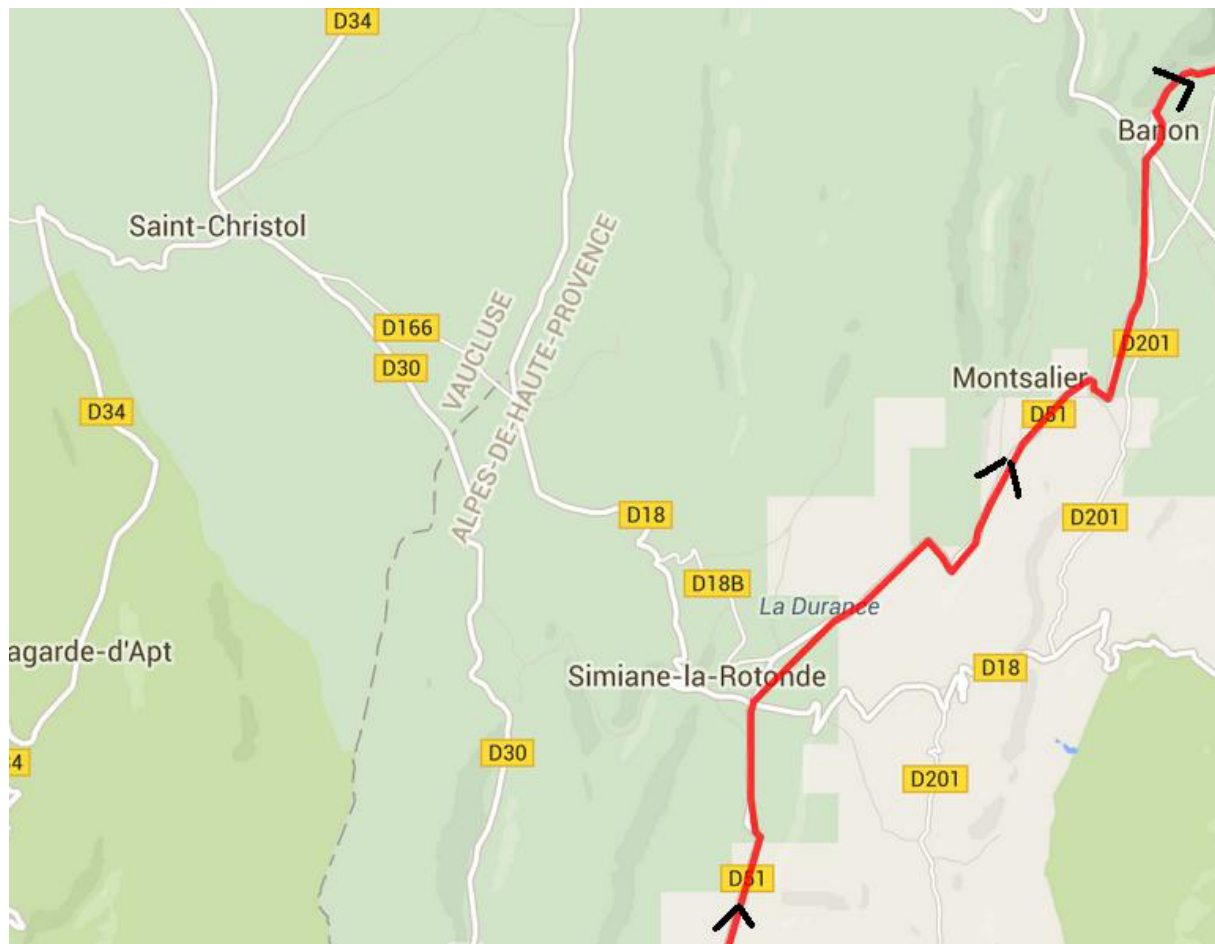 D34
Banon
Saint-Christol
D166
D30
VAUCLUSE
ALPES-DE-HAUTE-PROVENCE
D201
Montsalier
D34
D51
D18
D201
D18B
La Durance
agarde-d'Apt
Simiane-la-Rotonde
D18
D30
4
D201
D51